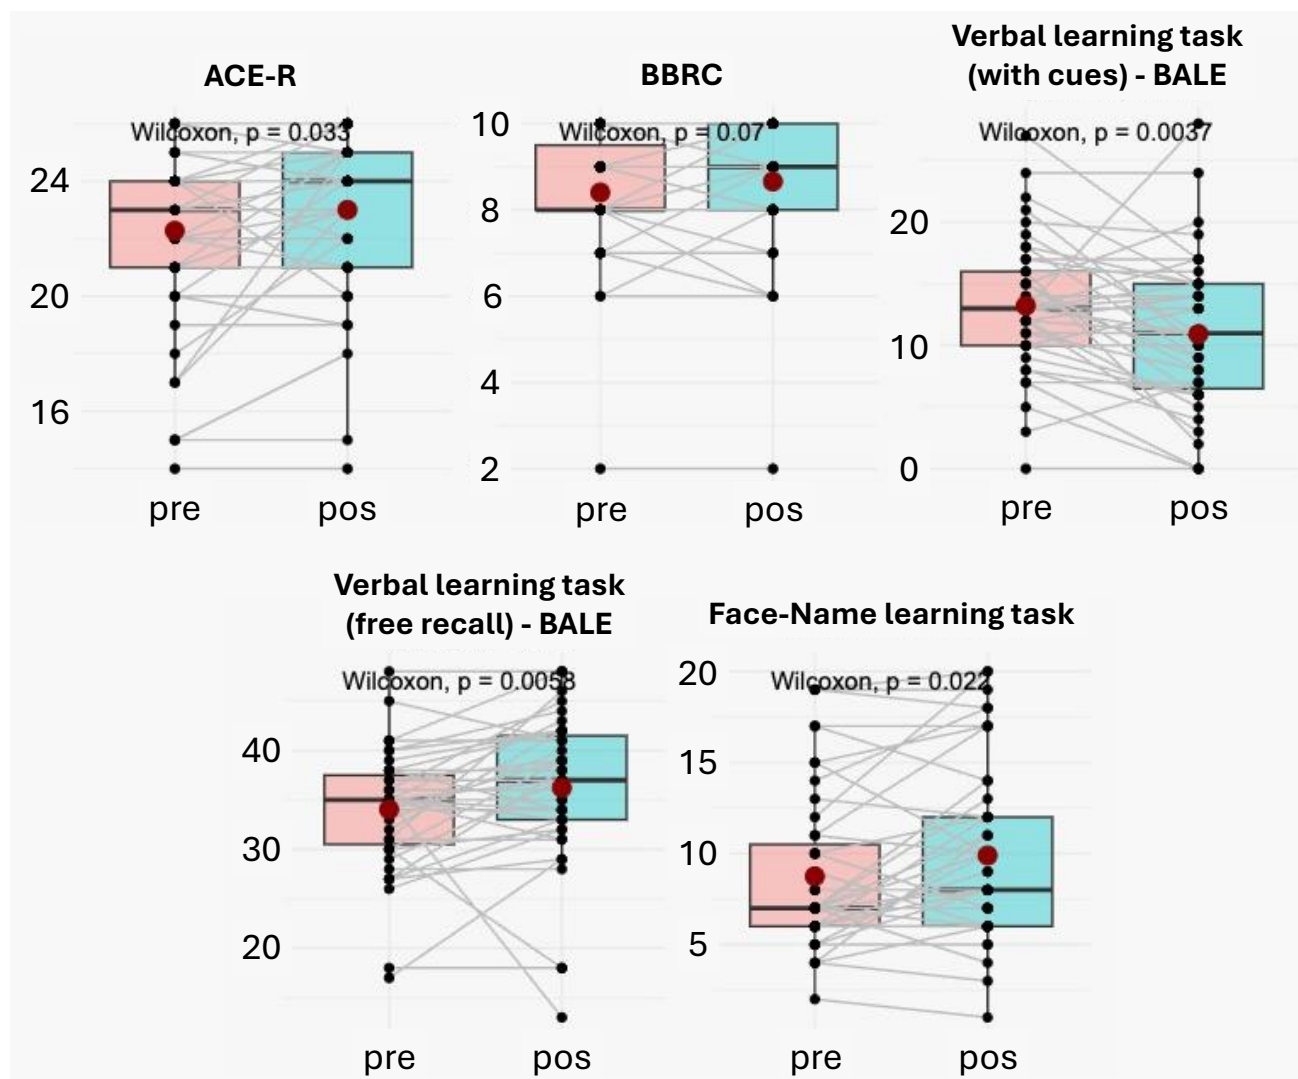 ACE-R
Wilcoxon, p = 0.033
24
20
16
pre
pos
BBRC
Wilcoxon, p = 0.07
10
8
6
4
2
pre
pos
Verbal learning task
(with cues) - BALE
Wilcoxon, p = 0.0037
20
10
0
pre
pos
Verbal learning task
(free recall) - BALE
Wilcoxon, p = 0.0058
40
30
20
pre
pos
Face-Name learning task
Wilcoxon, p = 0.022
20
15
10
5
pre
pos